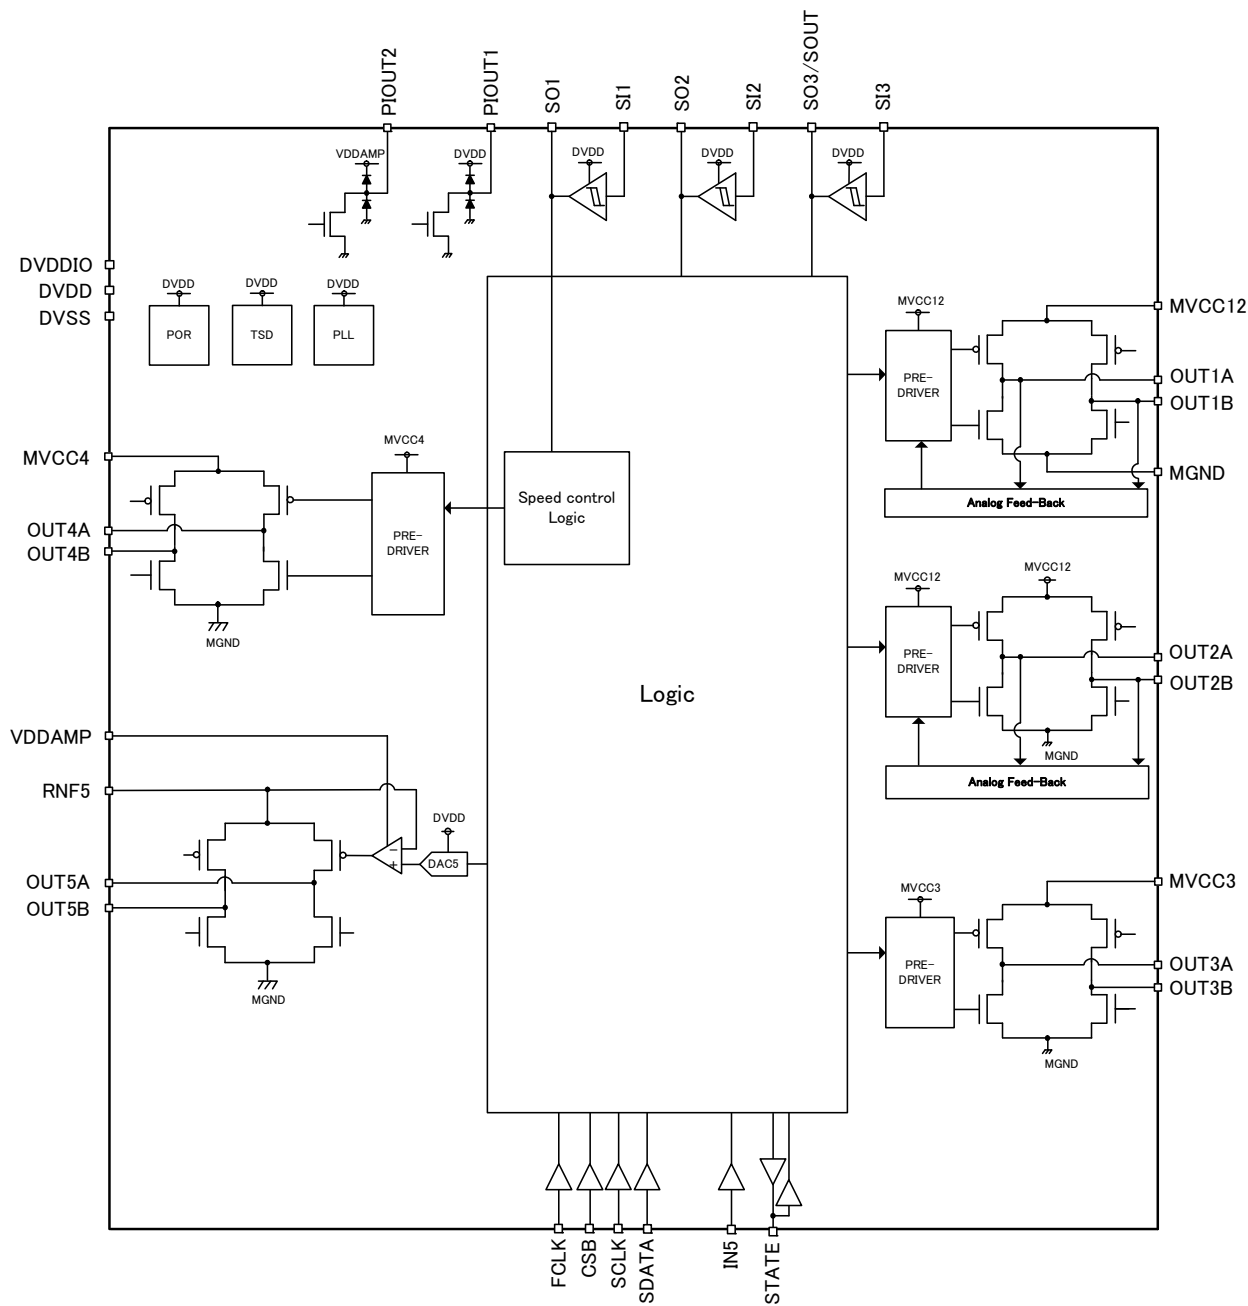 PIOUT2
PIOUT1
SO1
SI1
SO2
SI2
SO3/SOUT
SI3
VDDAMP
DVDD
DVDD
DVDD
DVDD
DVDDIO
DVDD
DVSS
DVDD
DVDD
DVDD
POR
TSD
PLL
MVCC12
MVCC12
PRE-
DRIVER
OUT1A
OUT1B
MGND
Analog Feed-Back
MVCC4
MVCC4
OUT4A
OUT4B
PRE-
DRIVER
MGND
Speed control
Logic
Logic
MVCC12
MVCC12
PRE-
DRIVER
OUT2A
OUT2B
MGND
Analog Feed-Back
VDDAMP
RNF5
DVDD
-
+
DAC5
OUT5A
OUT5B
MGND
MVCC3
MVCC3
PRE-
DRIVER
OUT3A
OUT3B
MGND
FCLK
CSB
SCLK
SDATA
IN5
STATE